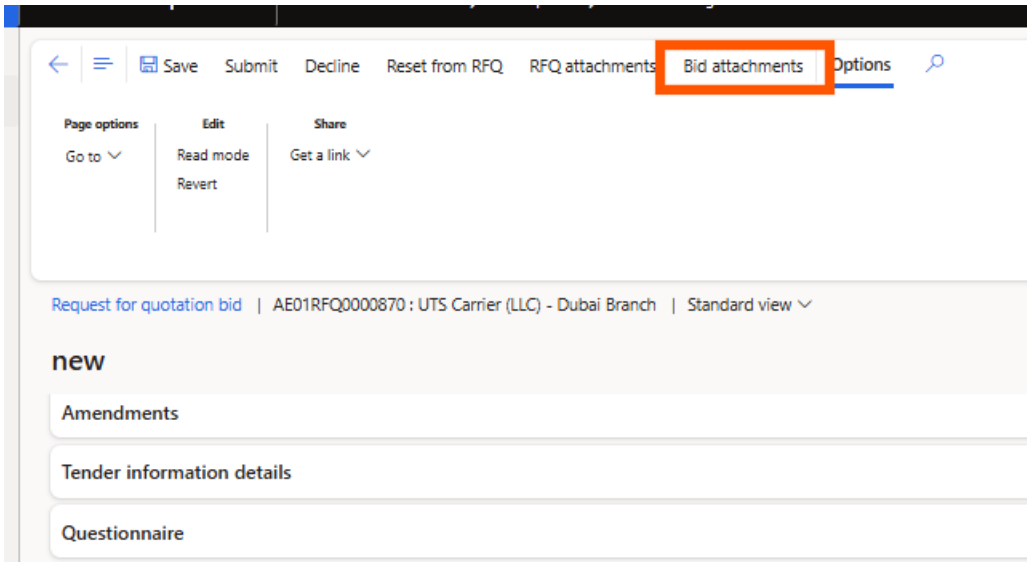 Save Submit Decline Reset from RFQ RFQ attachments Bid attachments Options
Page options Edit Share
Go to Read mode Get a link
Revert
Request for quotation bid | AE01RFQ0000870 : UTS Carrier (LLC) - Dubai Branch | Standard view
new
Amendments
Tender information details
Questionnaire